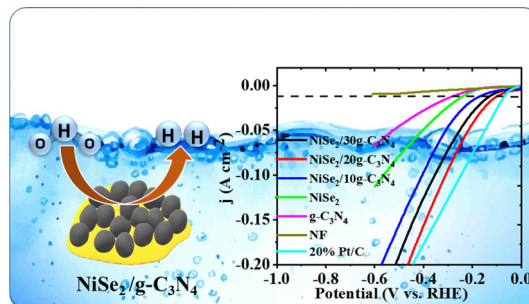 O H O
H H
NiSe₂/g-C₃N₄
j (A cm⁻²)
0.00
-0.05
-0.10
-0.15
-0.20
NiSe₂/30g-C₃N₄
NiSe₂/20g-C₃N₄
NiSe₂/10g-C₃N₄
NiSe₂
g-C₃N₄
NF
20% Pt/C
-1.0 -0.8 -0.6 -0.4 -0.2 0.0
Potential (V vs. RHE)